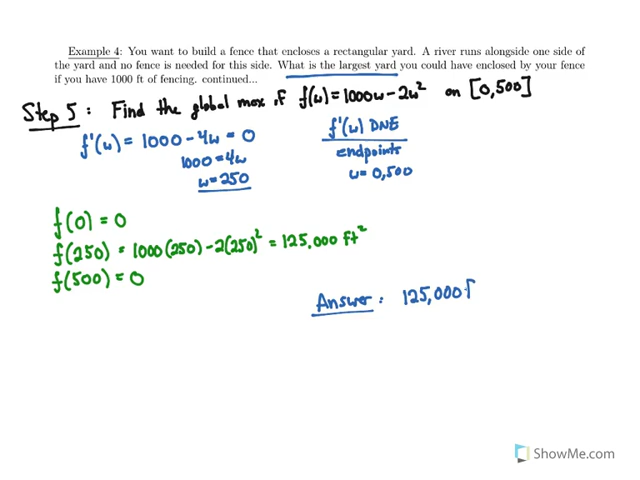 Example 4: You want to build a fence that encloses a rectangular yard. A river runs alongside one side of
the yard and no fence is needed for this side. What is the largest yard you could have enclosed by your fence
if you have 1000 ft of fencing. continued...
Step 5: Find the global max of f(w) = 1000w - 2w² on [0,500]
f'(w) = 1000 - 4w = 0
1000 = 4w
w = 250
f'(w) DNE
endpoints
w = 0,500
f(0) = 0
f(250) = 1000(250) - 2(250)² = 125,000 ft²
f(500) = 0
Answer: 125,000 f
ShowMe.com